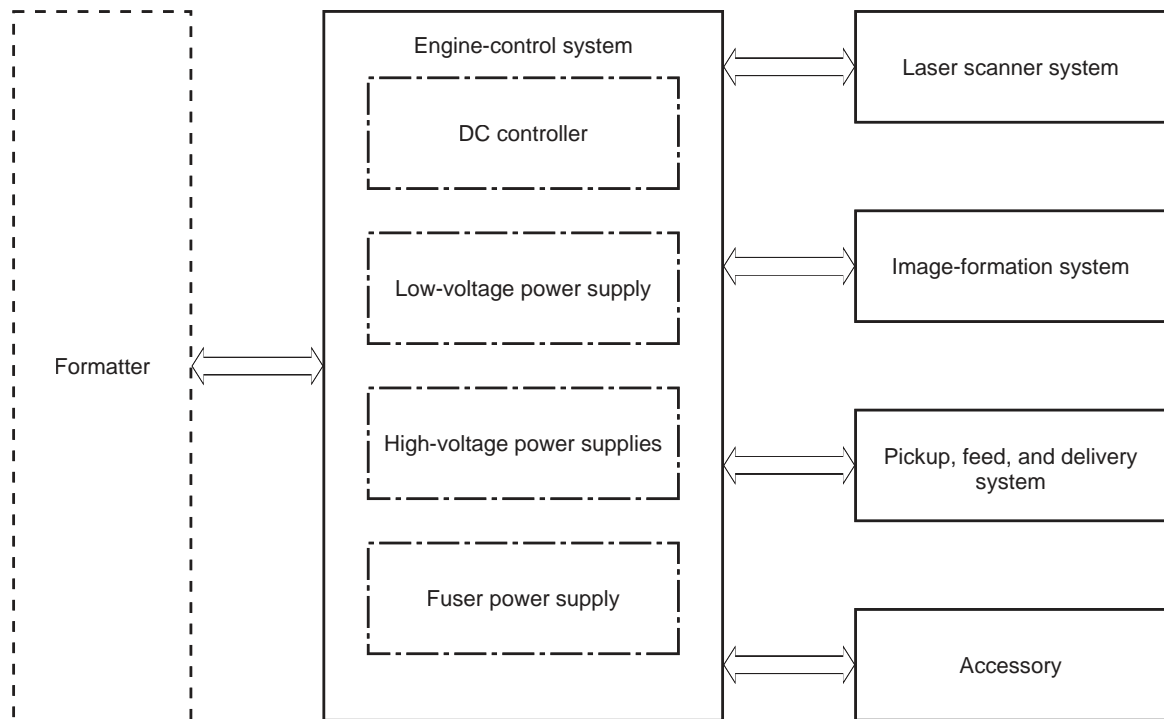 Formatter
Engine-control system
DC controller
Low-voltage power supply
High-voltage power supplies
Fuser power supply
Laser scanner system
Image-formation system
Pickup, feed, and delivery
system
Accessory